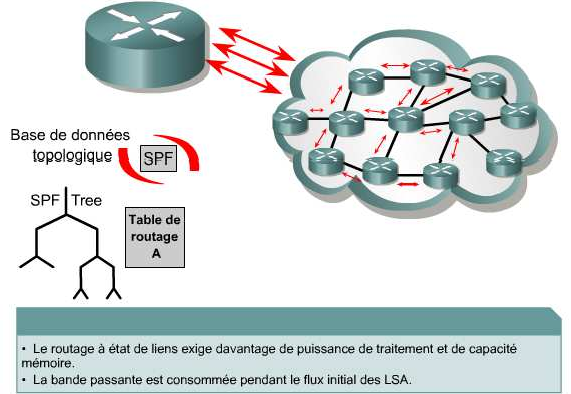 Base de données
topologique
SPF
SPF Tree
Table de
routage
A
• Le routage à état de liens exige davantage de puissance de traitement et de capacité
mémoire.
• La bande passante est consommée pendant le flux initial des LSA.